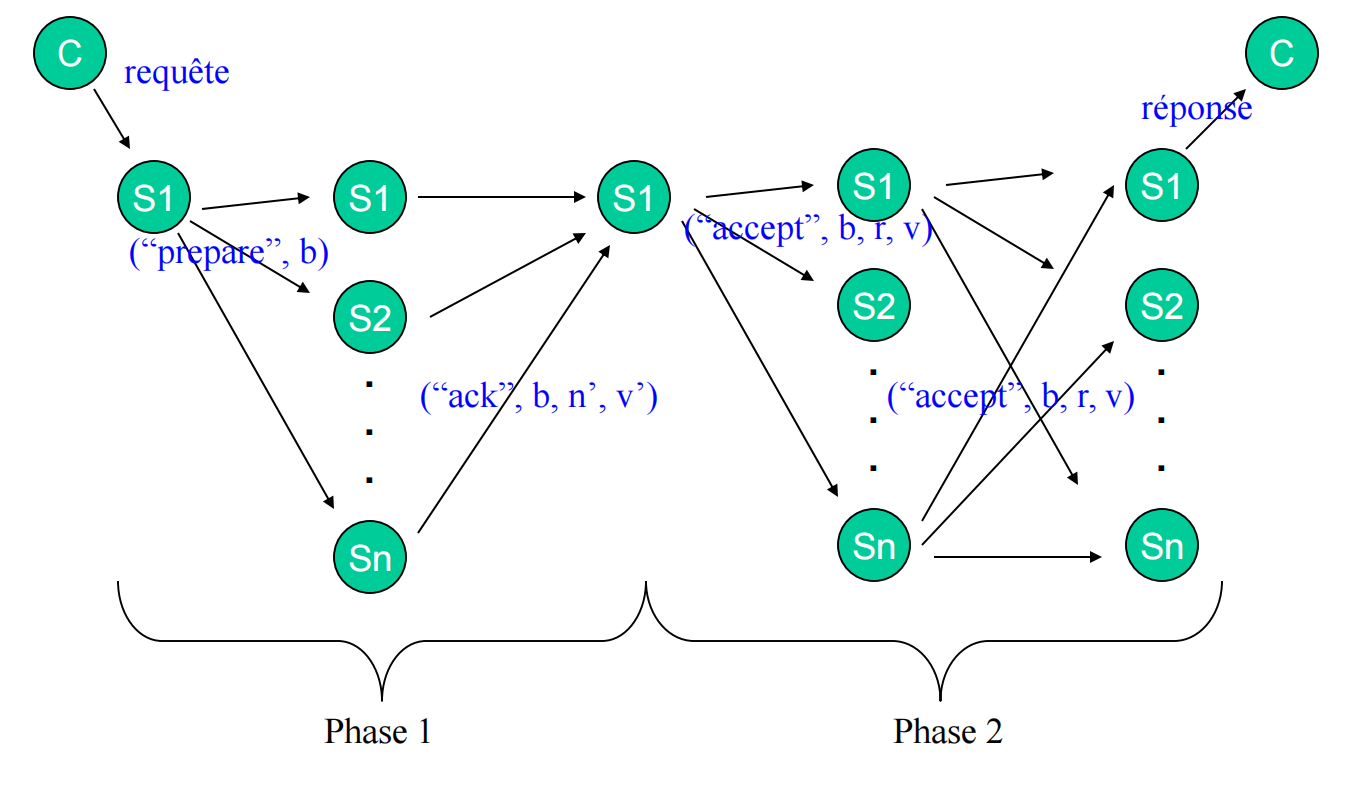 C
requête
C
réponse
S1
S1
S1
S1
S1
(“prepare”, b)
(“accept”, b, r, v)
S2
S2
S2
.
.
.
.
.
.
.
.
.
(“ack”, b, n’, v’)
(“accept”, b, r, v)
Sn
Sn
Sn
Phase 1
Phase 2